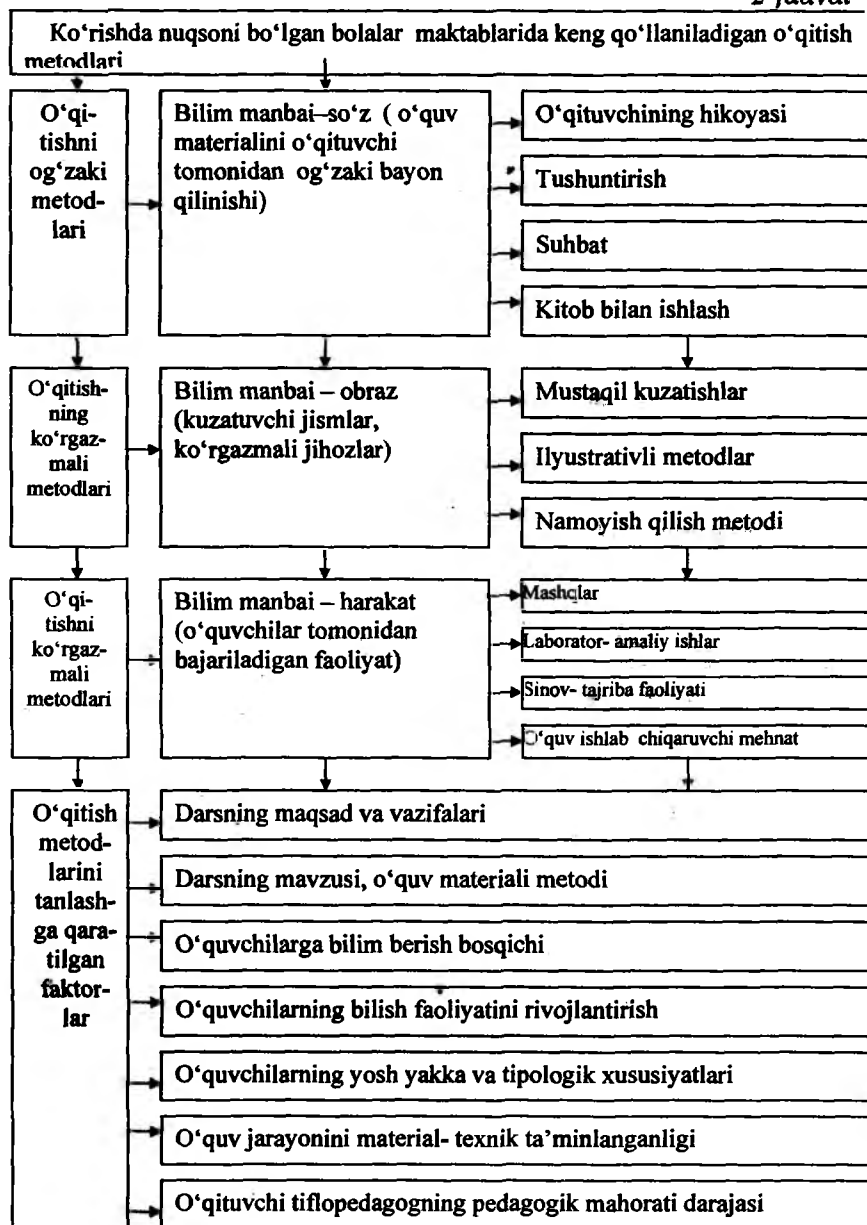 Ko‘rishda nuqsoni bo‘lgan bolalar maktablarida keng qo‘llaniladigan o‘qitish
metodlari
O‘qi-
tishni
og‘zaki
metod-
lari
Bilim manbai–so‘z ( o‘quv
materialini o‘qituvchi
tomonidan og‘zaki bayon
qilinishi)
O‘qituvchining hikoyasi
Tushuntirish
Suhbat
Kitob bilan ishlash
O‘qitish-
ning
ko‘rgaz-
mali
metodlari
Bilim manbai – obraz
(kuzatuvchi jismlar,
ko‘rgazmali jihozlar)
Mustaqil kuzatishlar
Ilyustrativli metodlar
Namoyish qilish metodi
O‘qi-
tishni
ko‘rgaz-
mali
metodlari
Bilim manbai – harakat
(o‘quvchilar tomonidan
bajariladigan faoliyat)
Mashqlar
Laborator- amaliy ishlar
Sinov- tajriba faoliyati
O‘quv ishlab chiqaruvchi mehnat
O‘qitish
metod-
larini
tanlash-
ga qara-
tilgan
faktor-
lar
Darsning maqsad va vazifalari
Darsning mavzusi, o‘quv materiali metodi
O‘quvchilarga bilim berish bosqichi
O‘quvchilarning bilish faoliyatini rivojlantirish
O‘quvchilarning yosh yakka va tipologik xususiyatlari
O‘quv jarayonini material- texnik ta’minlanganligi
O‘qituvchi tiflopedagogning pedagogik mahorati darajasi